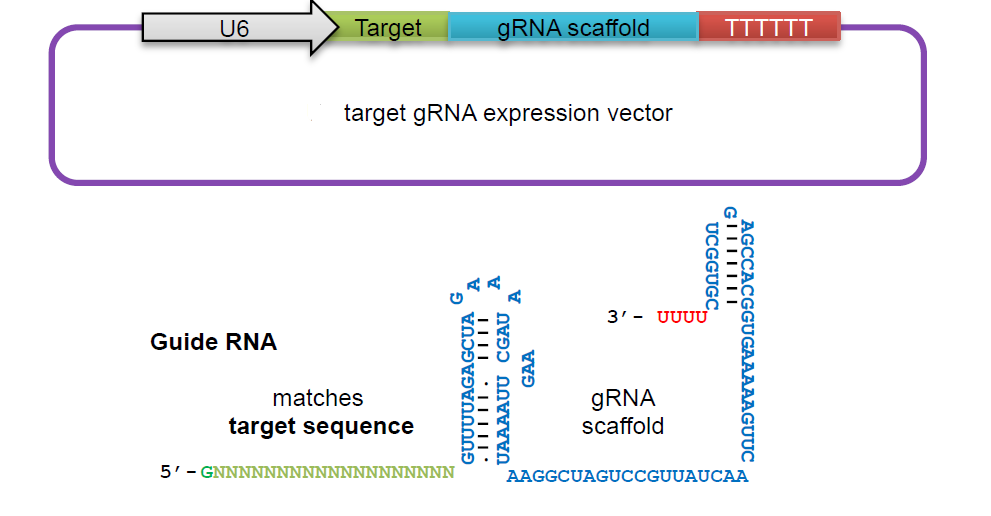 U6
Target
gRNA scaffold
TTTTTT
target gRNA expression vector
Guide RNA
matches
target sequence
5′-GNNNNNNNNNNNNNNNNNNN
GUUUUAGAGCUA
G
A
A
A
UAAAAUU CGAU
GAA
AAGGCUAGUCCGUUAUCAA
AGCCACGGUGAAAAAGUUC
G
UCGGUGC
3′- UUUU
gRNA
scaffold